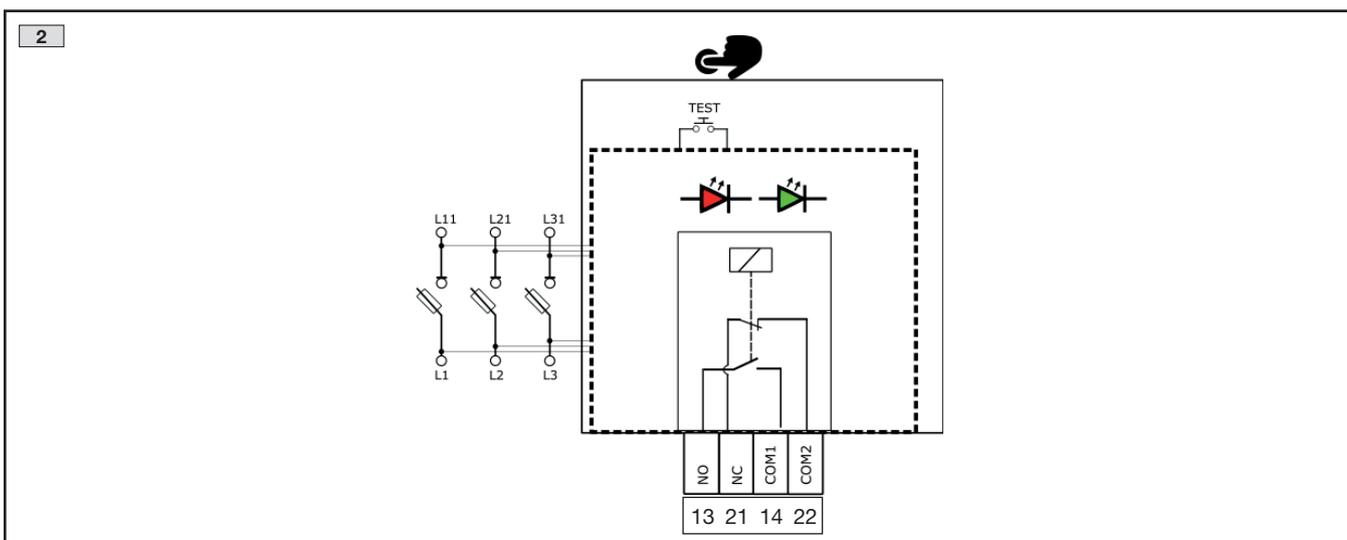 2
TEST
L11 L21 L31
L1 L2 L3
NO NC COM1 COM2
13 21 14 22